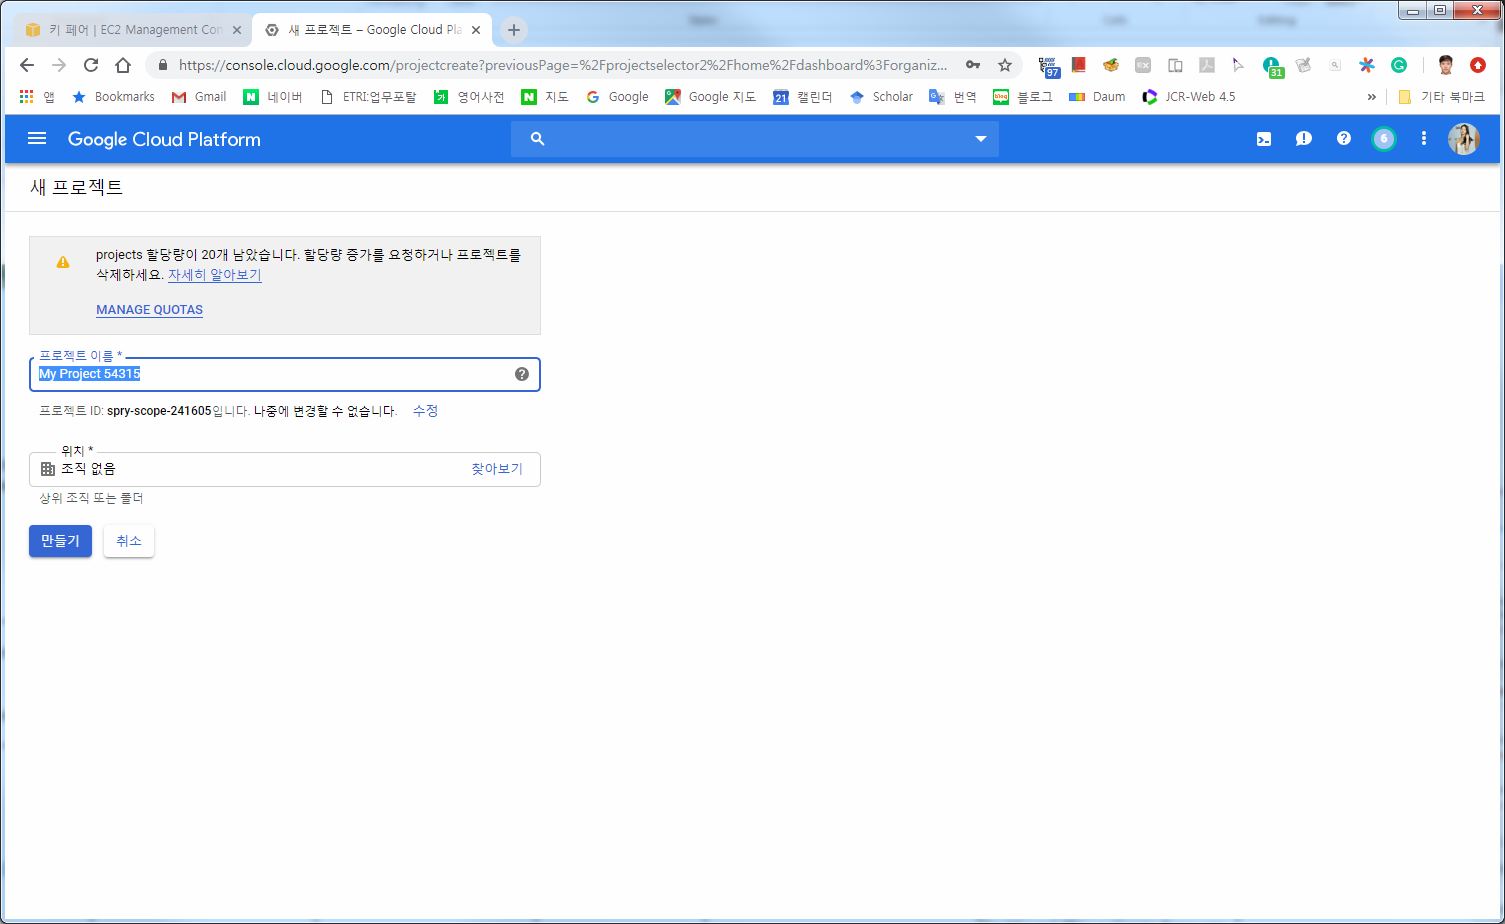 키 페어 | EC2 Management Con
새 프로젝트 – Google Cloud Pla
https://console.cloud.google.com/projectcreate?previousPage=%2Fprojectselector2%2Fhome%2Fdashboard%3Forganiz...
97
31
앱
Bookmarks
Gmail
네이버
ETRI:업무포탈
영어사전
지도
Google
Google 지도
캘린더
Scholar
번역
블로그
Daum
JCR-Web 4.5
»
기타 북마크
Google Cloud Platform
6
새 프로젝트
projects 할당량이 20개 남았습니다. 할당량 증가를 요청하거나 프로젝트를
삭제하세요. 자세히 알아보기
MANAGE QUOTAS
프로젝트 이름 *
My Project 54315
프로젝트 ID: spry-scope-241605입니다. 나중에 변경할 수 없습니다. 수정
위치 *
조직 없음 찾아보기
상위 조직 또는 폴더
만들기 취소